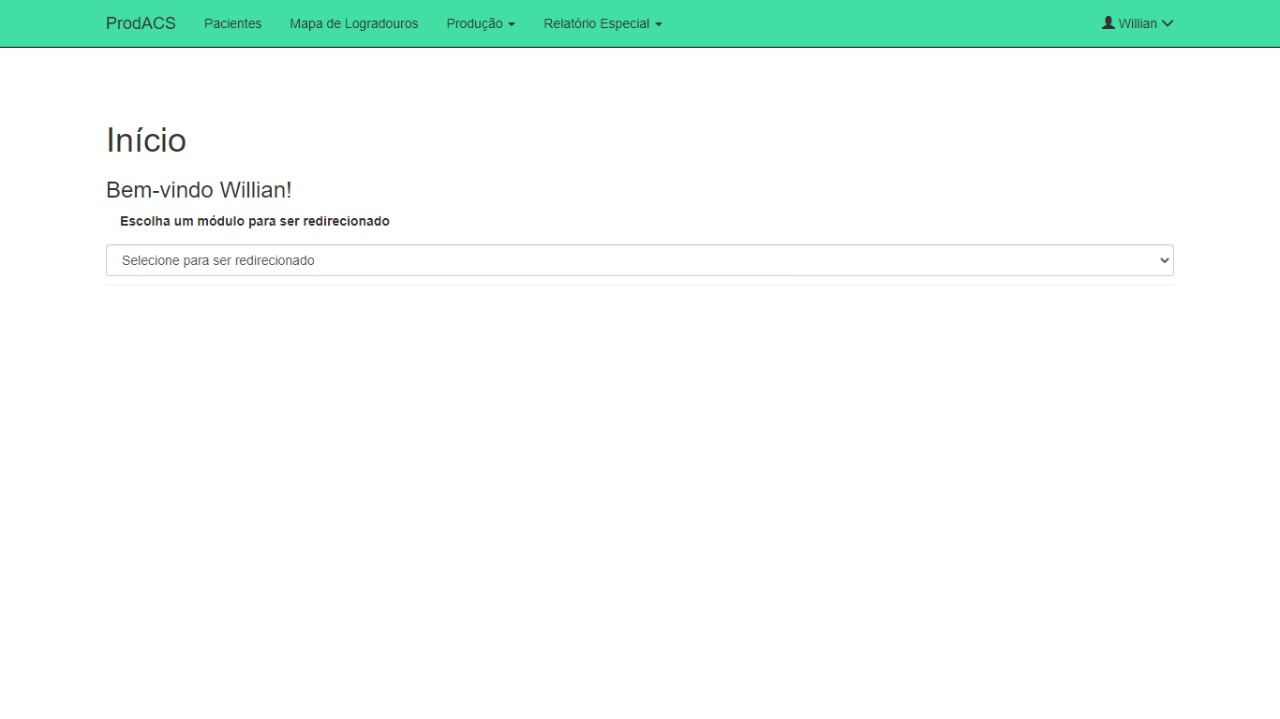 ProdACS Pacientes Mapa de Logradouros Produção Relatório Especial Willian
Início
Bem-vindo Willian!
Escolha um módulo para ser redirecionado
Selecione para ser redirecionado